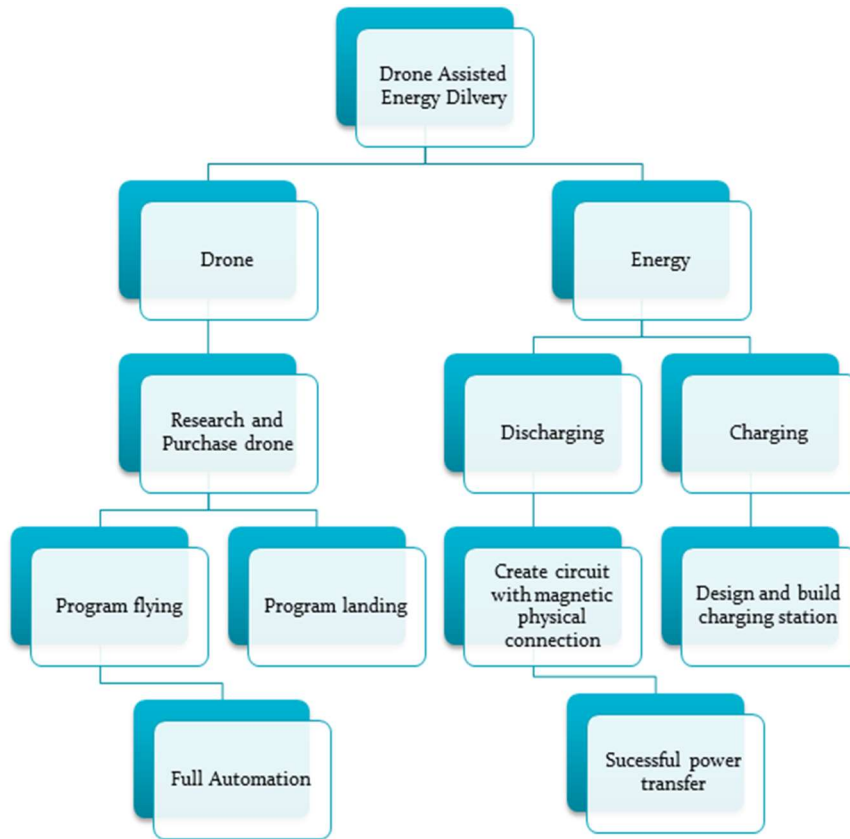 Drone Assisted
Energy Dilvery
Drone
Energy
Research and
Purchase drone
Discharging
Charging
Program flying
Program landing
Create circuit
with magnetic
physical
connection
Design and build
charging station
Full Automation
Sucessful power
transfer